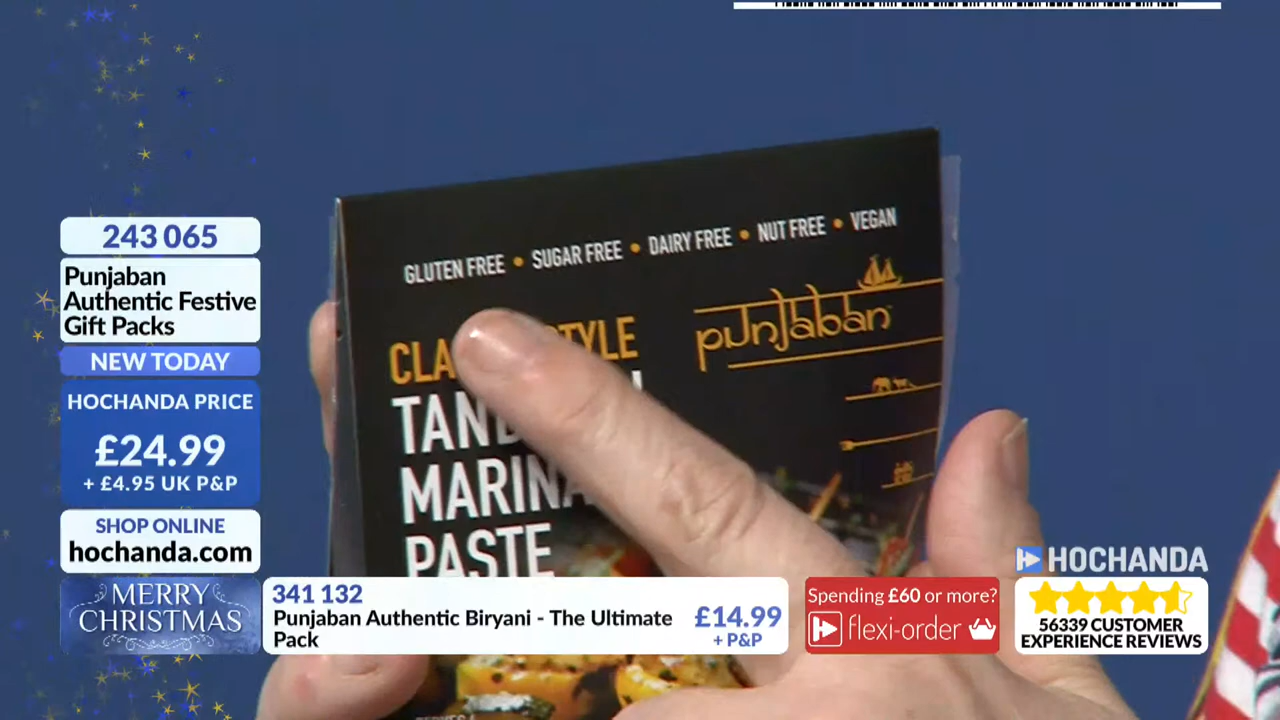 243 065
Punjaban
Authentic Festive
Gift Packs
NEW TODAY
HOCHANDA PRICE
£24.99
+ £4.95 UK P&P
SHOP ONLINE
hochanda.com
MERRY
CHRISTMAS
341 132
Punjaban Authentic Biryani - The Ultimate
Pack
£14.99
+ P&P
Spending £60 or more?
flexi-order
HOCHANDA
56339 CUSTOMER
EXPERIENCE REVIEWS
GLUTEN FREE • SUGAR FREE • DAIRY FREE • NUT FREE • VEGAN
punjaban
PASTE